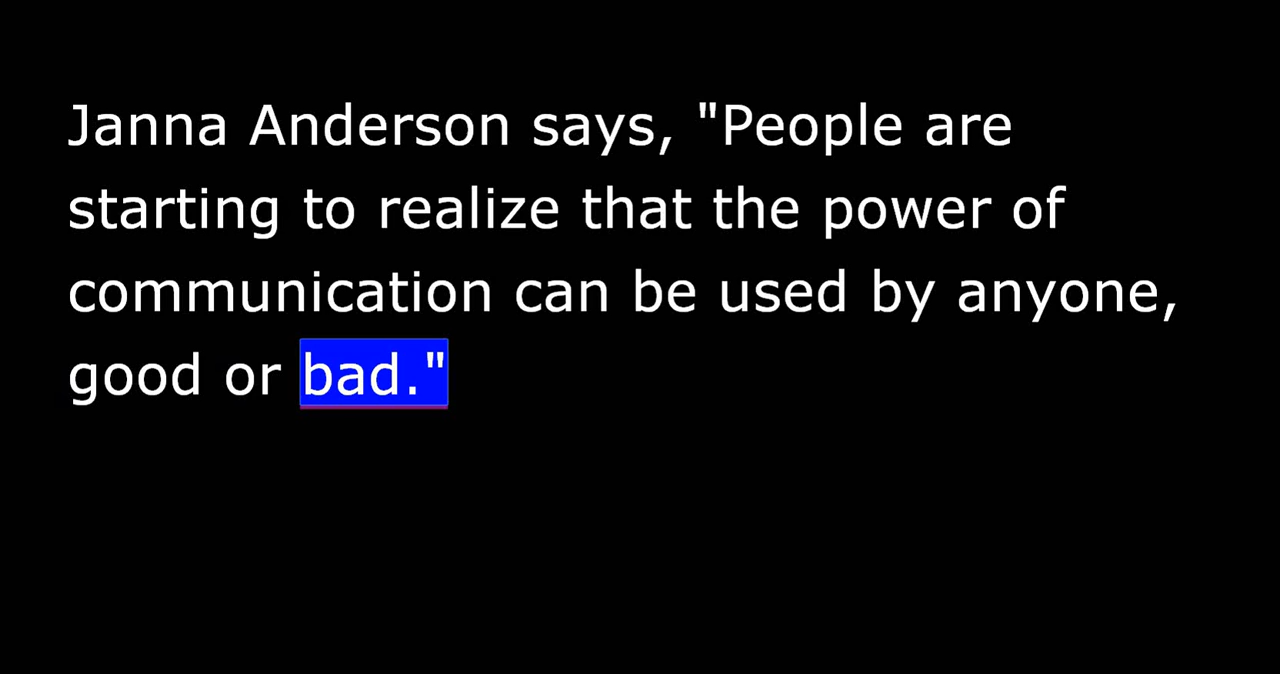 Janna Anderson says, "People are
starting to realize that the power of
communication can be used by anyone,
good or bad."